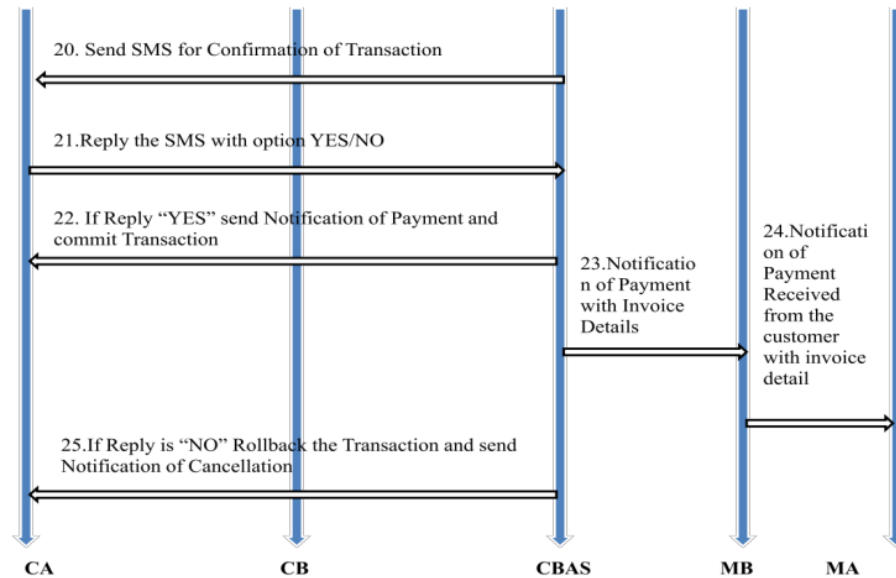 20. Send SMS for Confirmation of Transaction
21.Reply the SMS with option YES/NO
22. If Reply “YES” send Notification of Payment and
commit Transaction
23.Notificatio
n of Payment
with Invoice
Details
24.Notificati
on of
Payment
Received
from the
customer
with invoice
detail
25.If Reply is “NO” Rollback the Transaction and send
Notification of Cancellation
CA
CB
CBAS
MB
MA